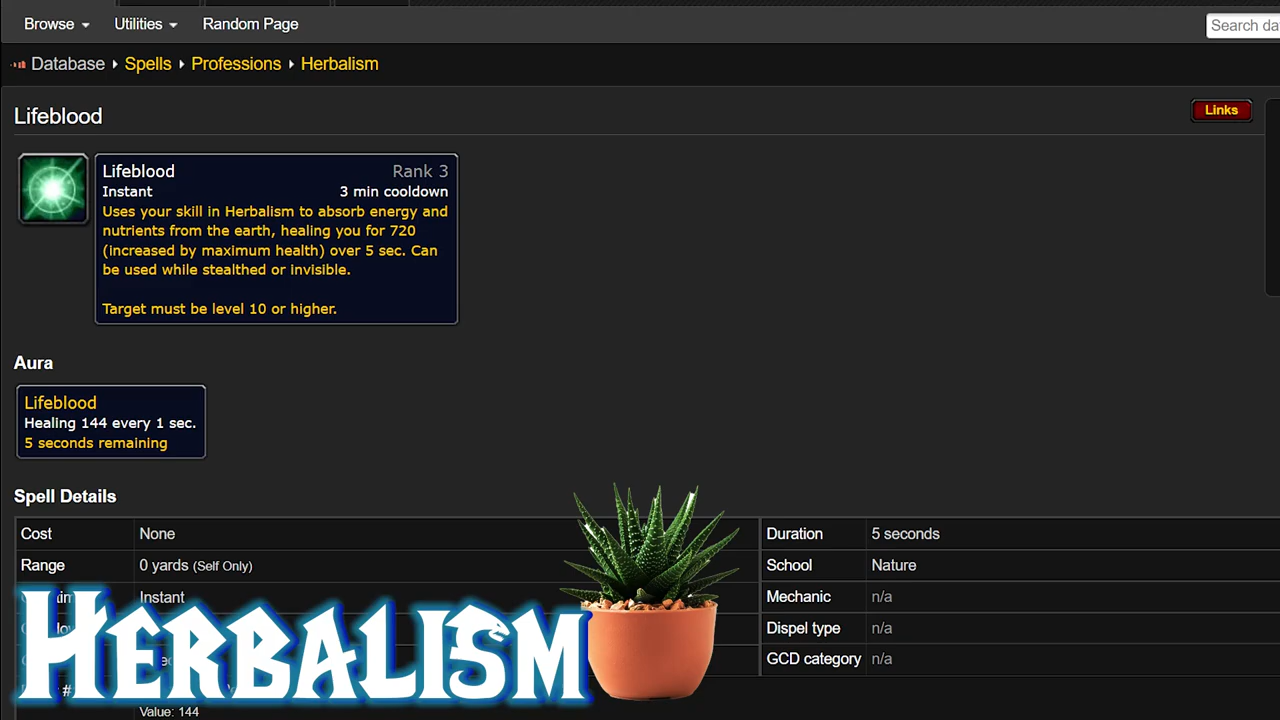 Browse Utilities Random Page Search da
Database Spells Professions Herbalism
Lifeblood Links
Lifeblood Rank 3
Instant 3 min cooldown
Uses your skill in Herbalism to absorb energy and
nutrients from the earth, healing you for 720
(increased by maximum health) over 5 sec. Can
be used while stealthed or invisible.
Target must be level 10 or higher.
Aura
Lifeblood
Healing 144 every 1 sec.
5 seconds remaining
Spell Details
Cost None Duration 5 seconds
Range 0 yards (Self Only) School Nature
Instant Mechanic n/a
Dispel type n/a
GCD category n/a
Value: 144
HERBALISM